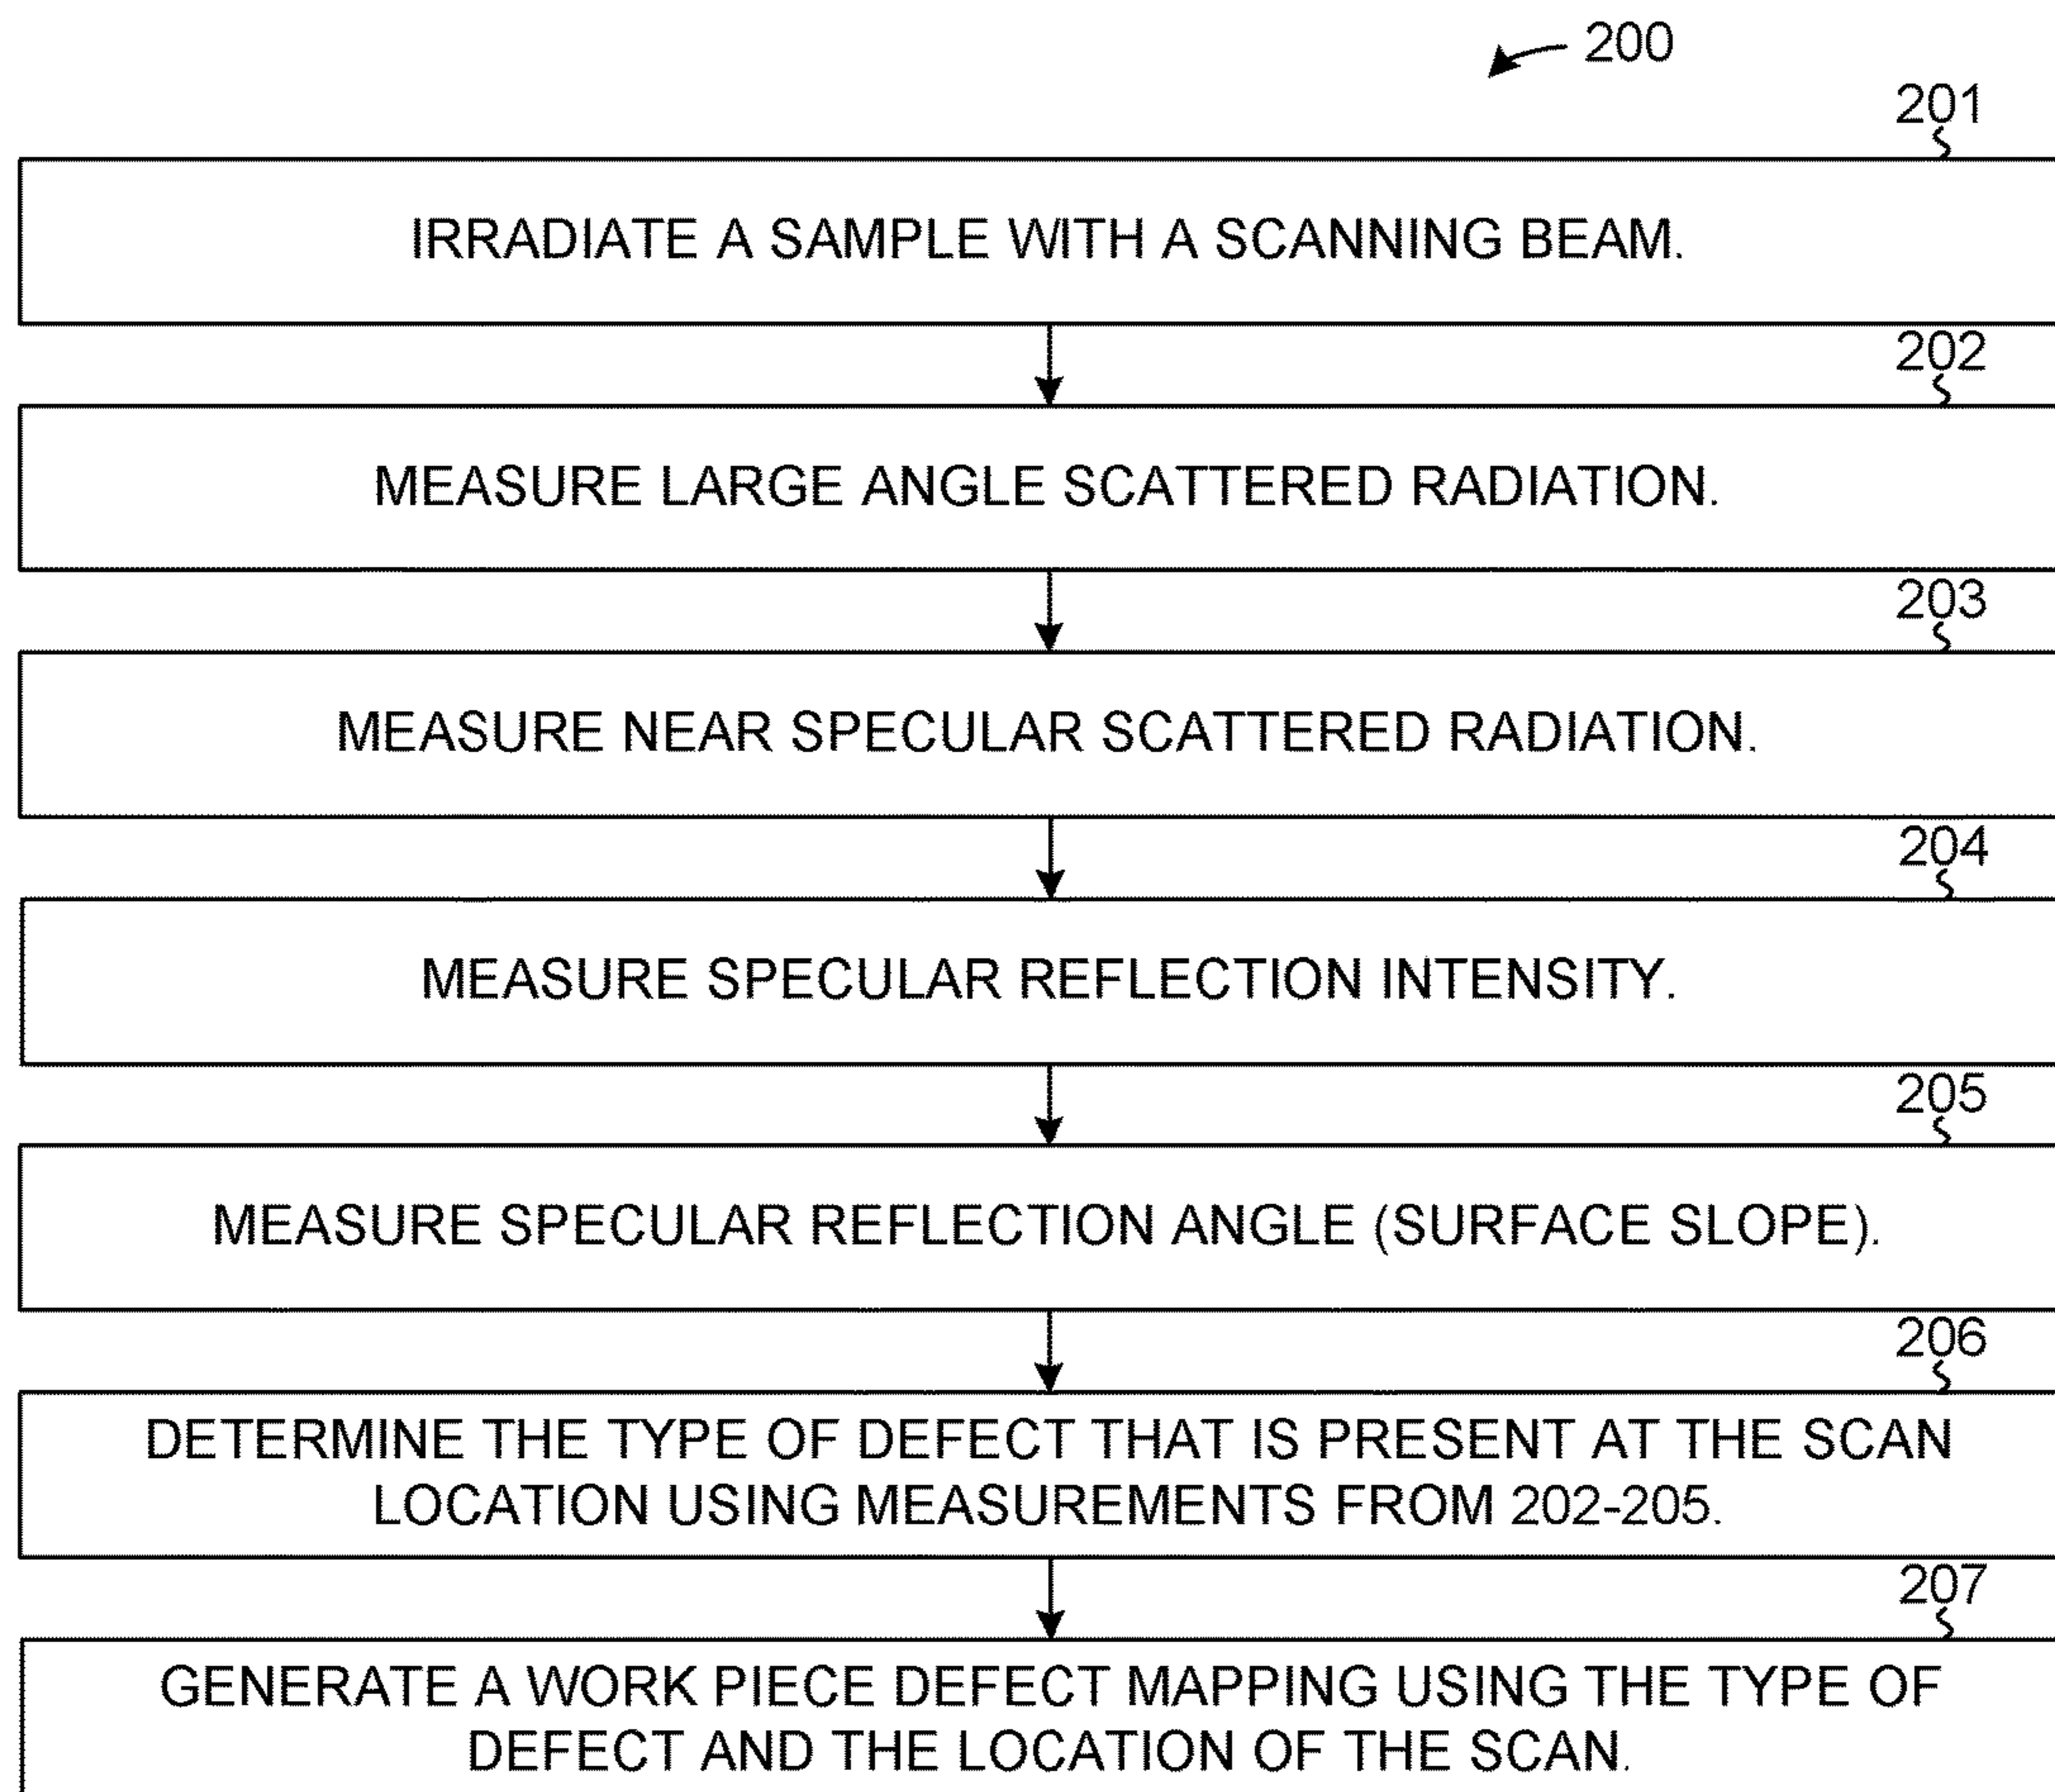 200
201
IRRADIATE A SAMPLE WITH A SCANNING BEAM.
202
MEASURE LARGE ANGLE SCATTERED RADIATION.
203
MEASURE NEAR SPECULAR SCATTERED RADIATION.
204
MEASURE SPECULAR REFLECTION INTENSITY.
205
MEASURE SPECULAR REFLECTION ANGLE (SURFACE SLOPE).
206
DETERMINE THE TYPE OF DEFECT THAT IS PRESENT AT THE SCAN
LOCATION USING MEASUREMENTS FROM 202-205.
207
GENERATE A WORK PIECE DEFECT MAPPING USING THE TYPE OF
DEFECT AND THE LOCATION OF THE SCAN.